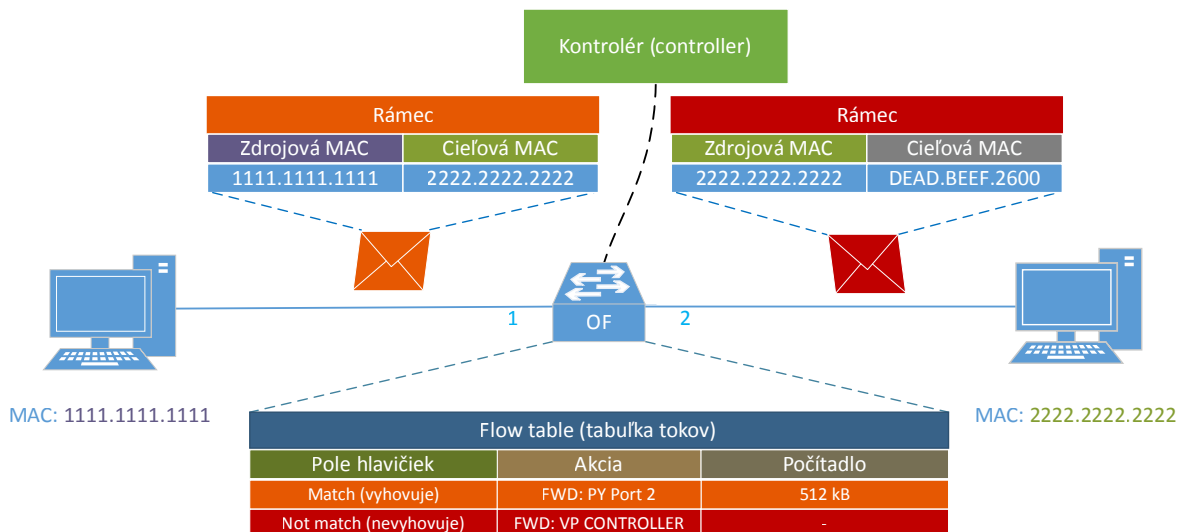 Kontrolér (controller)
Rámec
Zdrojová MAC Cieľová MAC
1111.1111.1111 2222.2222.2222
Rámec
Zdrojová MAC Cieľová MAC
2222.2222.2222 DEAD.BEEF.2600
1 OF 2
MAC: 1111.1111.1111
MAC: 2222.2222.2222
Flow table (tabuľka tokov)
Pole hlavičiek Akcia Počítadlo
Match (vyhovuje) FWD: PY Port 2 512 kB
Not match (nevyhovuje) FWD: VP CONTROLLER -